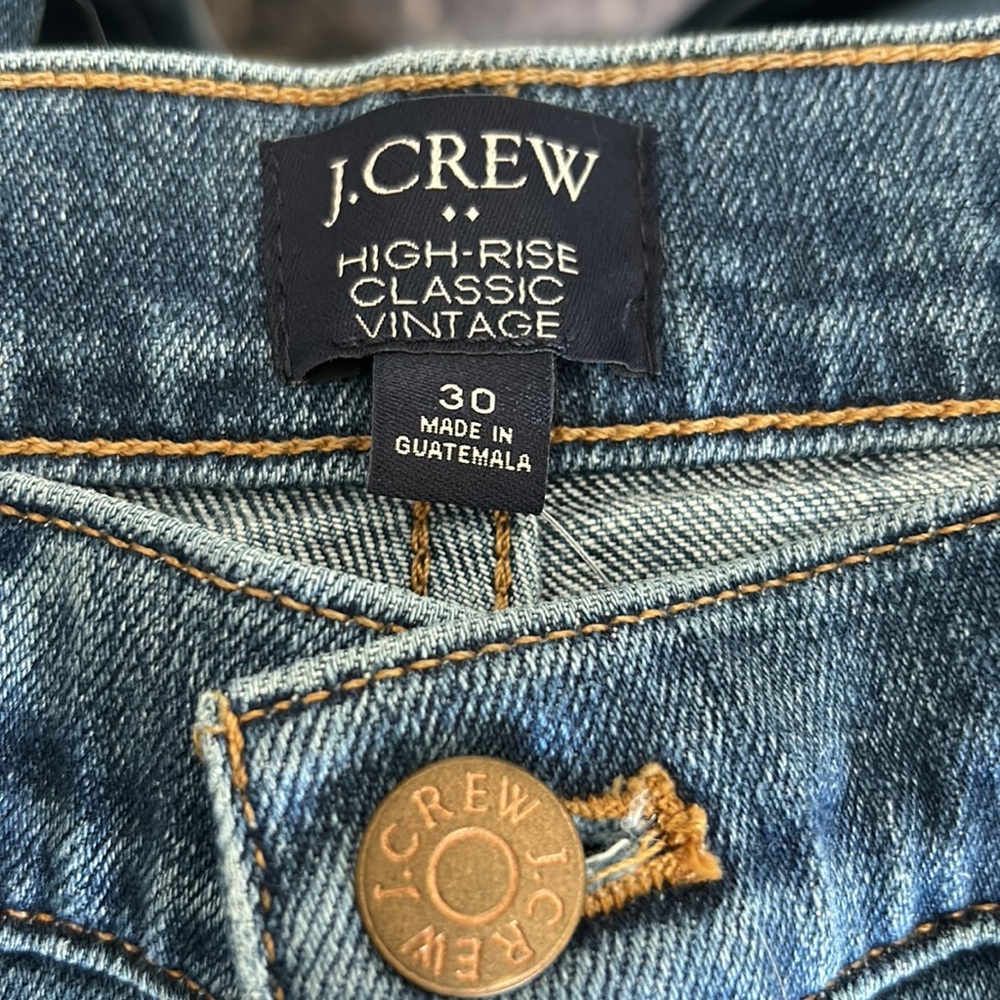 J.CREW
HIGH-RISE
CLASSIC
VINTAGE
30
MADE IN
GUATEMALA
J.CREW J.CREW